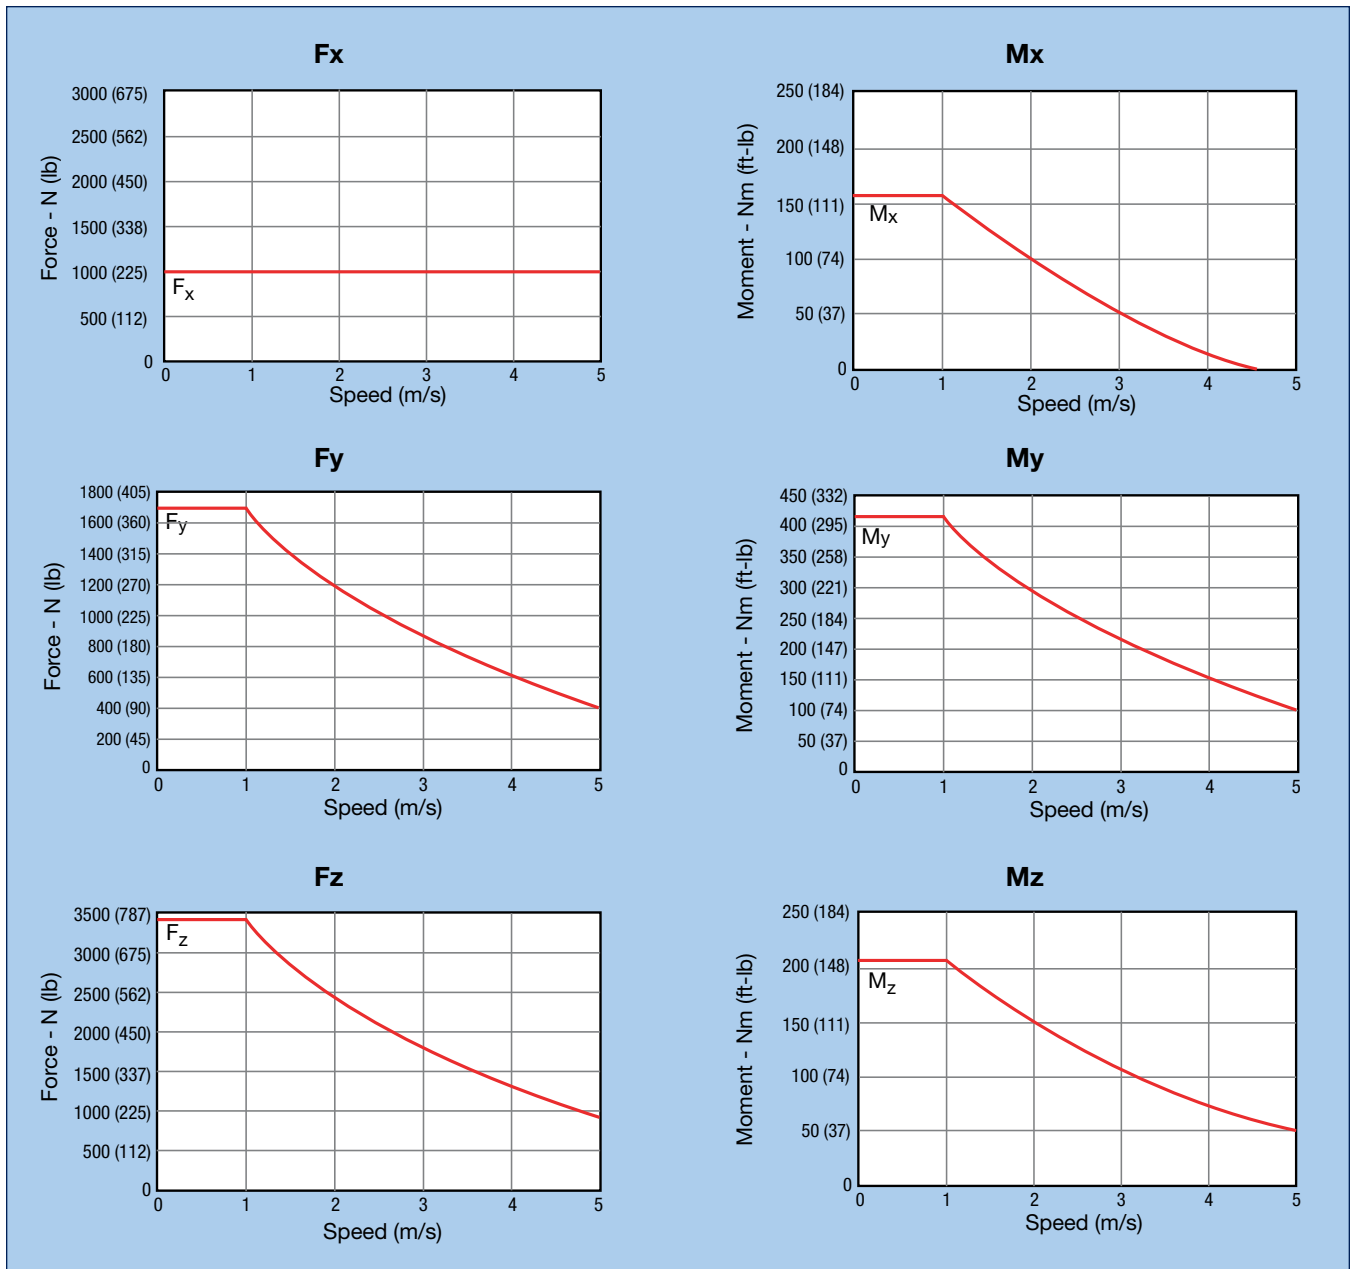 Fx
Force - N (lb)
3000 (675)
2500 (562)
2000 (450)
1500 (338)
1000 (225)
500 (112)
0
Fx
0 1 2 3 4 5
Speed (m/s)
Mx
Moment - Nm (ft-lb)
250 (184)
200 (148)
150 (111)
100 (74)
50 (37)
0
Mx
0 1 2 3 4 5
Speed (m/s)
Fy
Force - N (lb)
1800 (405)
1600 (360)
1400 (315)
1200 (270)
1000 (225)
800 (180)
600 (135)
400 (90)
200 (45)
0
Fy
0 1 2 3 4 5
Speed (m/s)
My
Moment - Nm (ft-lb)
450 (332)
400 (295)
350 (258)
300 (221)
250 (184)
200 (147)
150 (111)
100 (74)
50 (37)
0
My
0 1 2 3 4 5
Speed (m/s)
Fz
Force - N (lb)
3500 (787)
3000 (675)
2500 (562)
2000 (450)
1500 (337)
1000 (225)
500 (112)
0
Fz
0 1 2 3 4 5
Speed (m/s)
Mz
Moment - Nm (ft-lb)
250 (184)
200 (148)
150 (111)
100 (74)
50 (37)
0
Mz
0 1 2 3 4 5
Speed (m/s)